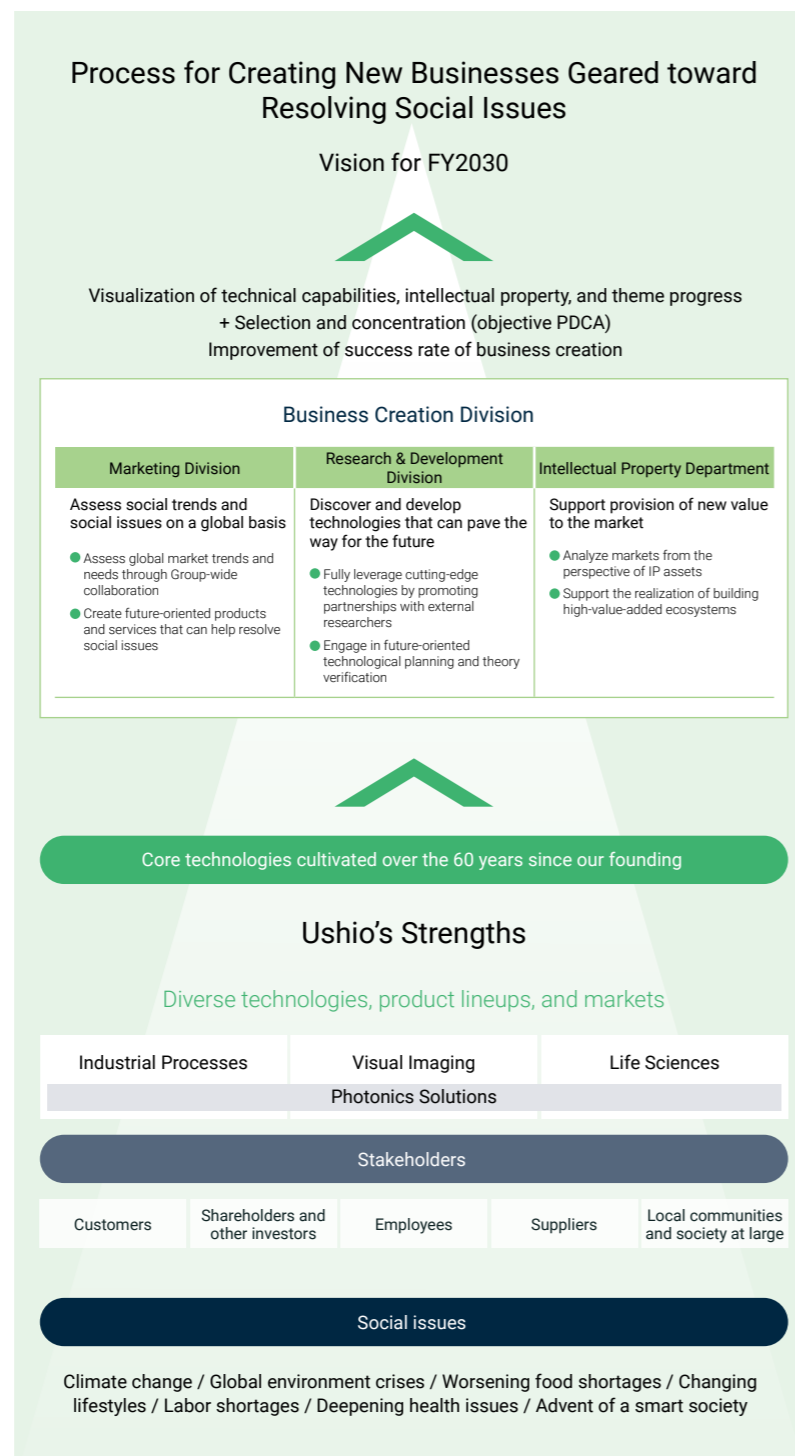 Process for Creating New Businesses Geared toward
Resolving Social Issues
Vision for FY2030
Visualization of technical capabilities, intellectual property, and theme progress
+ Selection and concentration (objective PDCA)
Improvement of success rate of business creation
Business Creation Division
Marketing Division
Assess social trends and
social issues on a global basis
Assess global market trends and
needs through Group-wide
collaboration
Create future-oriented products
and services that can help resolve
social issues
Research & Development
Division
Discover and develop
technologies that can pave the
way for the future
Fully leverage cutting-edge
technologies by promoting
partnerships with external
researchers
Engage in future-oriented
technological planning and theory
verification
Intellectual Property Department
Support provision of new value
to the market
Analyze markets from the
perspective of IP assets
Support the realization of building
high-value-added ecosystems
Core technologies cultivated over the 60 years since our founding
Ushio’s Strengths
Diverse technologies, product lineups, and markets
Industrial Processes
Visual Imaging
Life Sciences
Photonics Solutions
Stakeholders
Customers
Shareholders and
other investors
Employees
Suppliers
Local communities
and society at large
Social issues
Climate change / Global environment crises / Worsening food shortages / Changing
lifestyles / Labor shortages / Deepening health issues / Advent of a smart society